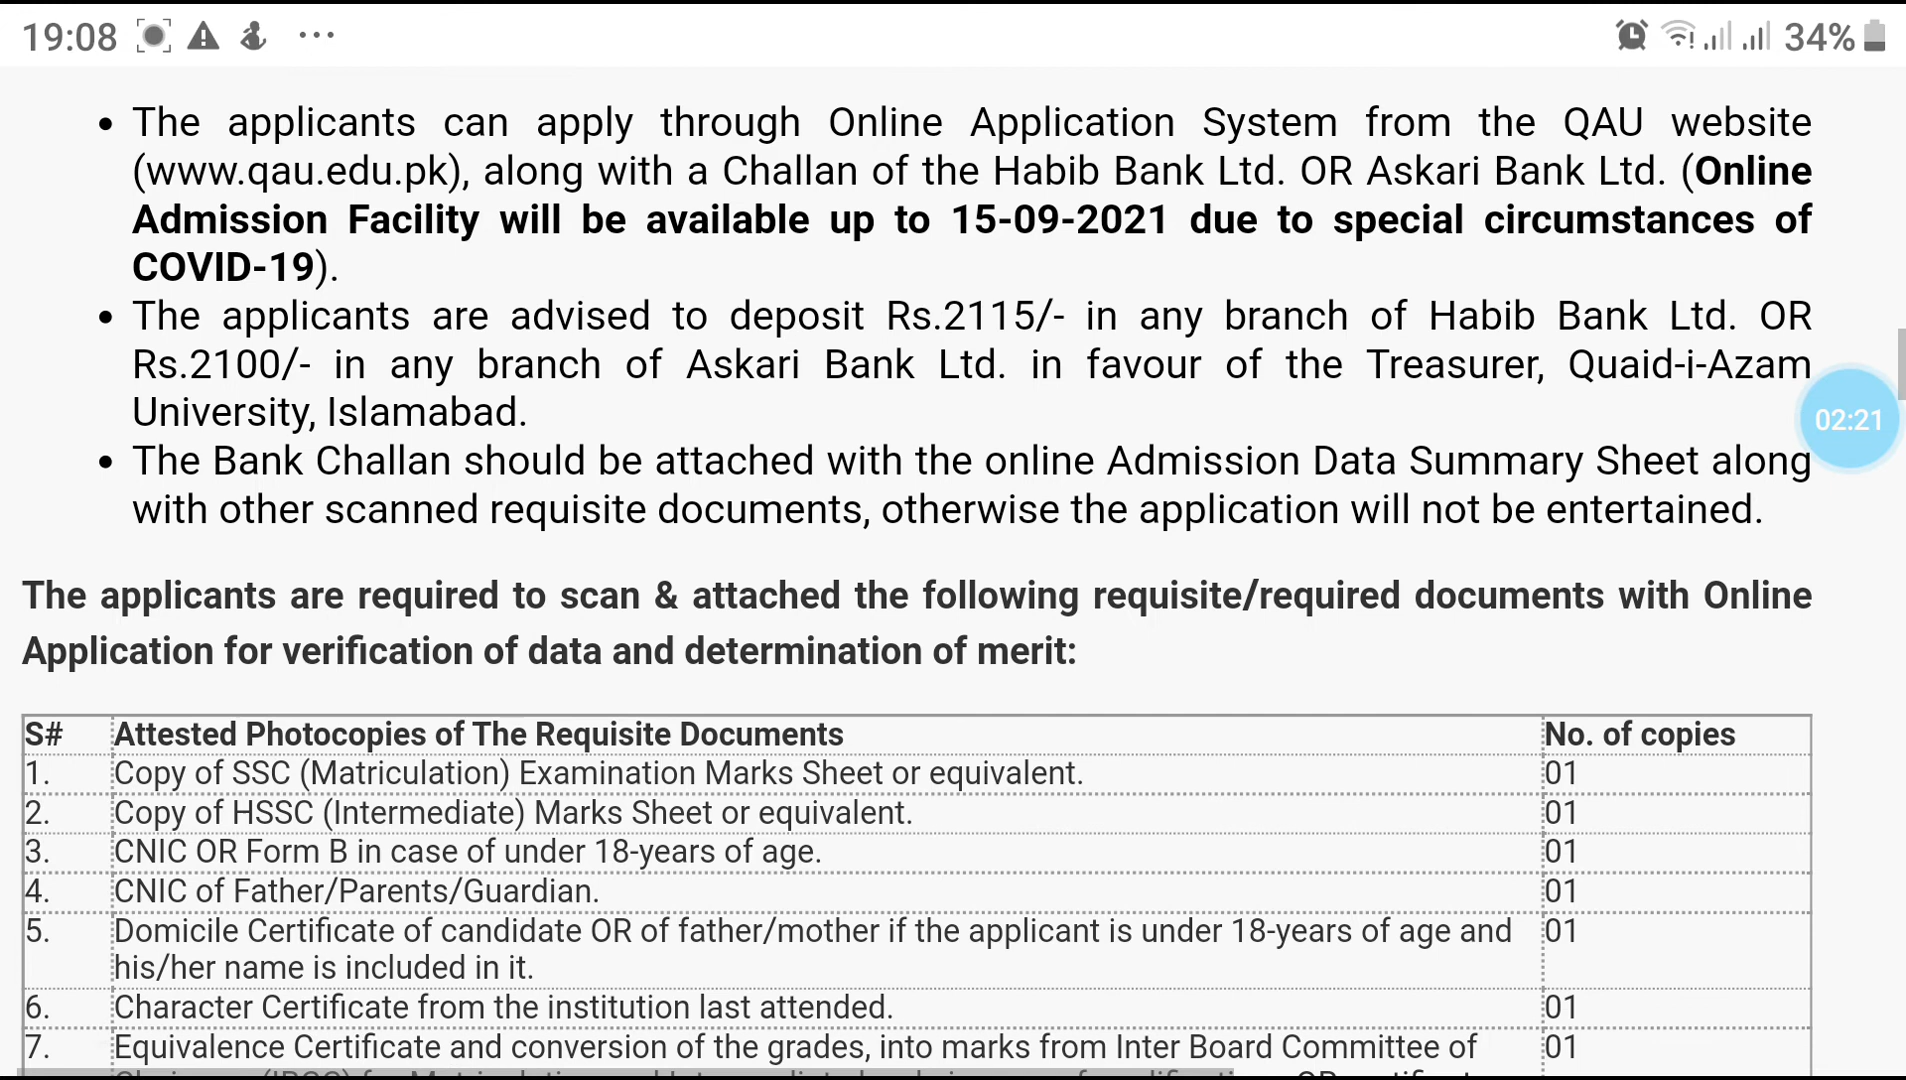 19:08 34%
• The applicants can apply through Online Application System from the QAU website
(www.qau.edu.pk), along with a Challan of the Habib Bank Ltd. OR Askari Bank Ltd. (Online
Admission Facility will be available up to 15-09-2021 due to special circumstances of
COVID-19).
• The applicants are advised to deposit Rs.2115/- in any branch of Habib Bank Ltd. OR
Rs.2100/- in any branch of Askari Bank Ltd. in favour of the Treasurer, Quaid-i-Azam
University, Islamabad.
02:21
• The Bank Challan should be attached with the online Admission Data Summary Sheet along
with other scanned requisite documents, otherwise the application will not be entertained.
The applicants are required to scan & attached the following requisite/required documents with Online
Application for verification of data and determination of merit:
S# Attested Photocopies of The Requisite Documents No. of copies
1. Copy of SSC (Matriculation) Examination Marks Sheet or equivalent. 01
2. Copy of HSSC (Intermediate) Marks Sheet or equivalent. 01
3. CNIC OR Form B in case of under 18-years of age. 01
4. CNIC of Father/Parents/Guardian. 01
5. Domicile Certificate of candidate OR of father/mother if the applicant is under 18-years of age and 01
his/her name is included in it.
6. Character Certificate from the institution last attended. 01
7. Equivalence Certificate and conversion of the grades, into marks from Inter Board Committee of 01